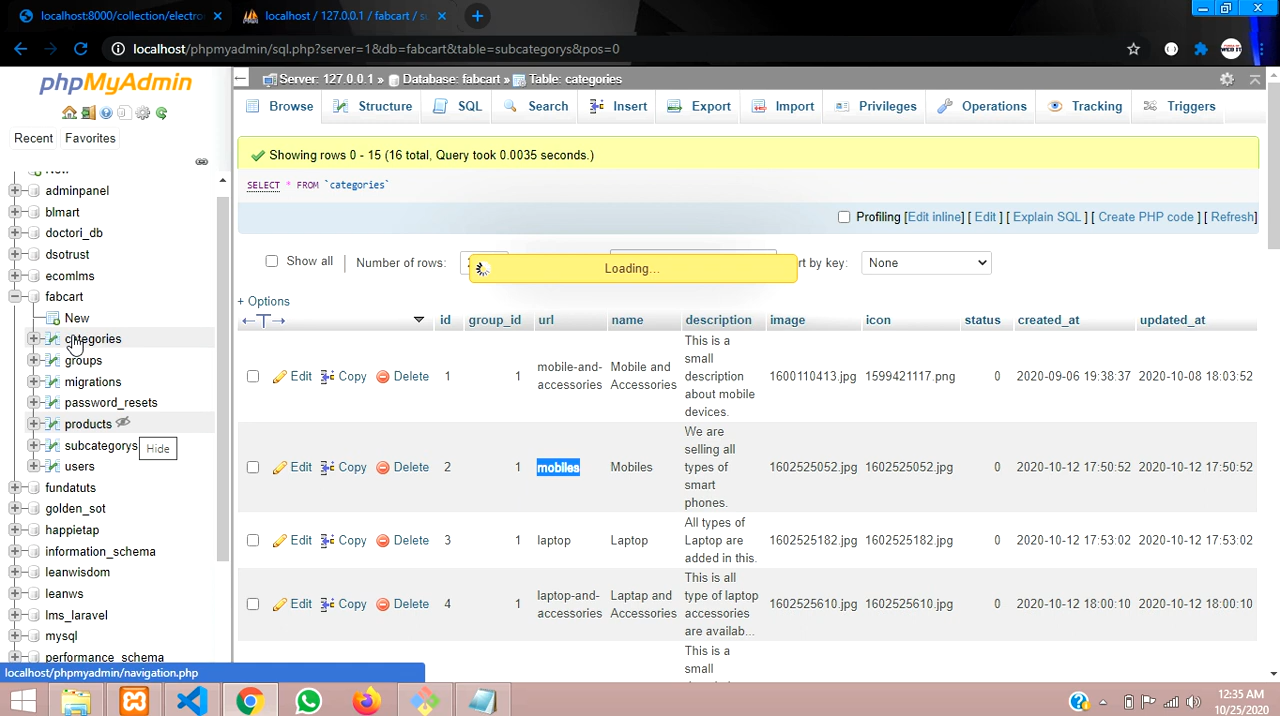 localhost:8000/collection/electro
localhost / 127.0.0.1 / fabcart / su
localhost/phpmyadmin/sql.php?server=1&db=fabcart&table=subcategorys&pos=0
phpMyAdmin
Recent Favorites
New
adminpanel
blmart
doctori_db
dsotrust
ecomlms
fabcart
New
categories
groups
migrations
password_resets
products
subcategorys
Hide
users
fundatuts
golden_sot
happietap
information_schema
leanwisdom
leanws
lms_laravel
mysql
performance_schema
localhost/phpmyadmin/navigation.php
Server: 127.0.0.1 » Database: fabcart » Table: categories
Browse Structure SQL Search Insert Export Import Privileges Operations Tracking Triggers
Showing rows 0 - 15 (16 total, Query took 0.0035 seconds.)
SELECT * FROM `categories`
Profiling [Edit inline] [ Edit ] [ Explain SQL ] [ Create PHP code ] [ Refresh]
Show all Number of rows:
Loading...
rt by key: None
+ Options
←T→ id group_id url name description image icon status created_at updated_at
Edit Copy Delete 1 1 mobile-and-accessories Mobile and Accessories This is a small description about mobile devices. 1600110413.jpg 1599421117.png 0 2020-09-06 19:38:37 2020-10-08 18:03:52
Edit Copy Delete 2 1 mobiles Mobiles We are selling all types of smart phones. 1602525052.jpg 1602525052.jpg 0 2020-10-12 17:50:52 2020-10-12 17:50:52
Edit Copy Delete 3 1 laptop Laptop All types of Laptop are added in this. 1602525182.jpg 1602525182.jpg 0 2020-10-12 17:53:02 2020-10-12 17:53:02
Edit Copy Delete 4 1 laptop-and-accessories Laptap and Accessories This is all type of laptop accessories are availab... 1602525610.jpg 1602525610.jpg 0 2020-10-12 18:00:10 2020-10-12 18:00:10
This is a
small
12:35 AM
10/25/2020